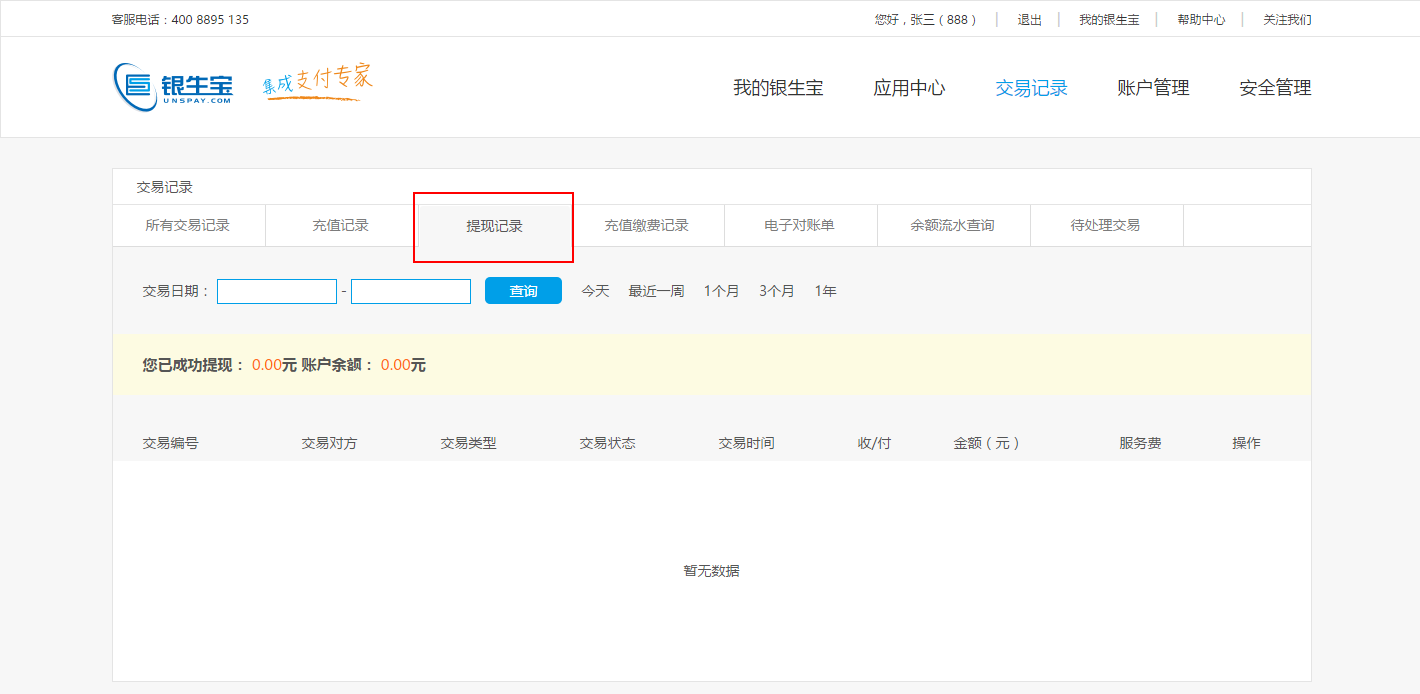 客服电话：400 8895 135
您好，张三（888） | 退出 | 我的银生宝 | 帮助中心 | 关注我们
银生宝 集成支付专家
UNSPAY.COM
我的银生宝 应用中心 交易记录 账户管理 安全管理
交易记录
所有交易记录 充值记录 提现记录 充值缴费记录 电子对账单 余额流水查询 待处理交易
交易日期： - 查询 今天 最近一周 1个月 3个月 1年
您已成功提现： 0.00元 账户余额： 0.00元
交易编号 交易对方 交易类型 交易状态 交易时间 收/付 金额（元） 服务费 操作
暂无数据